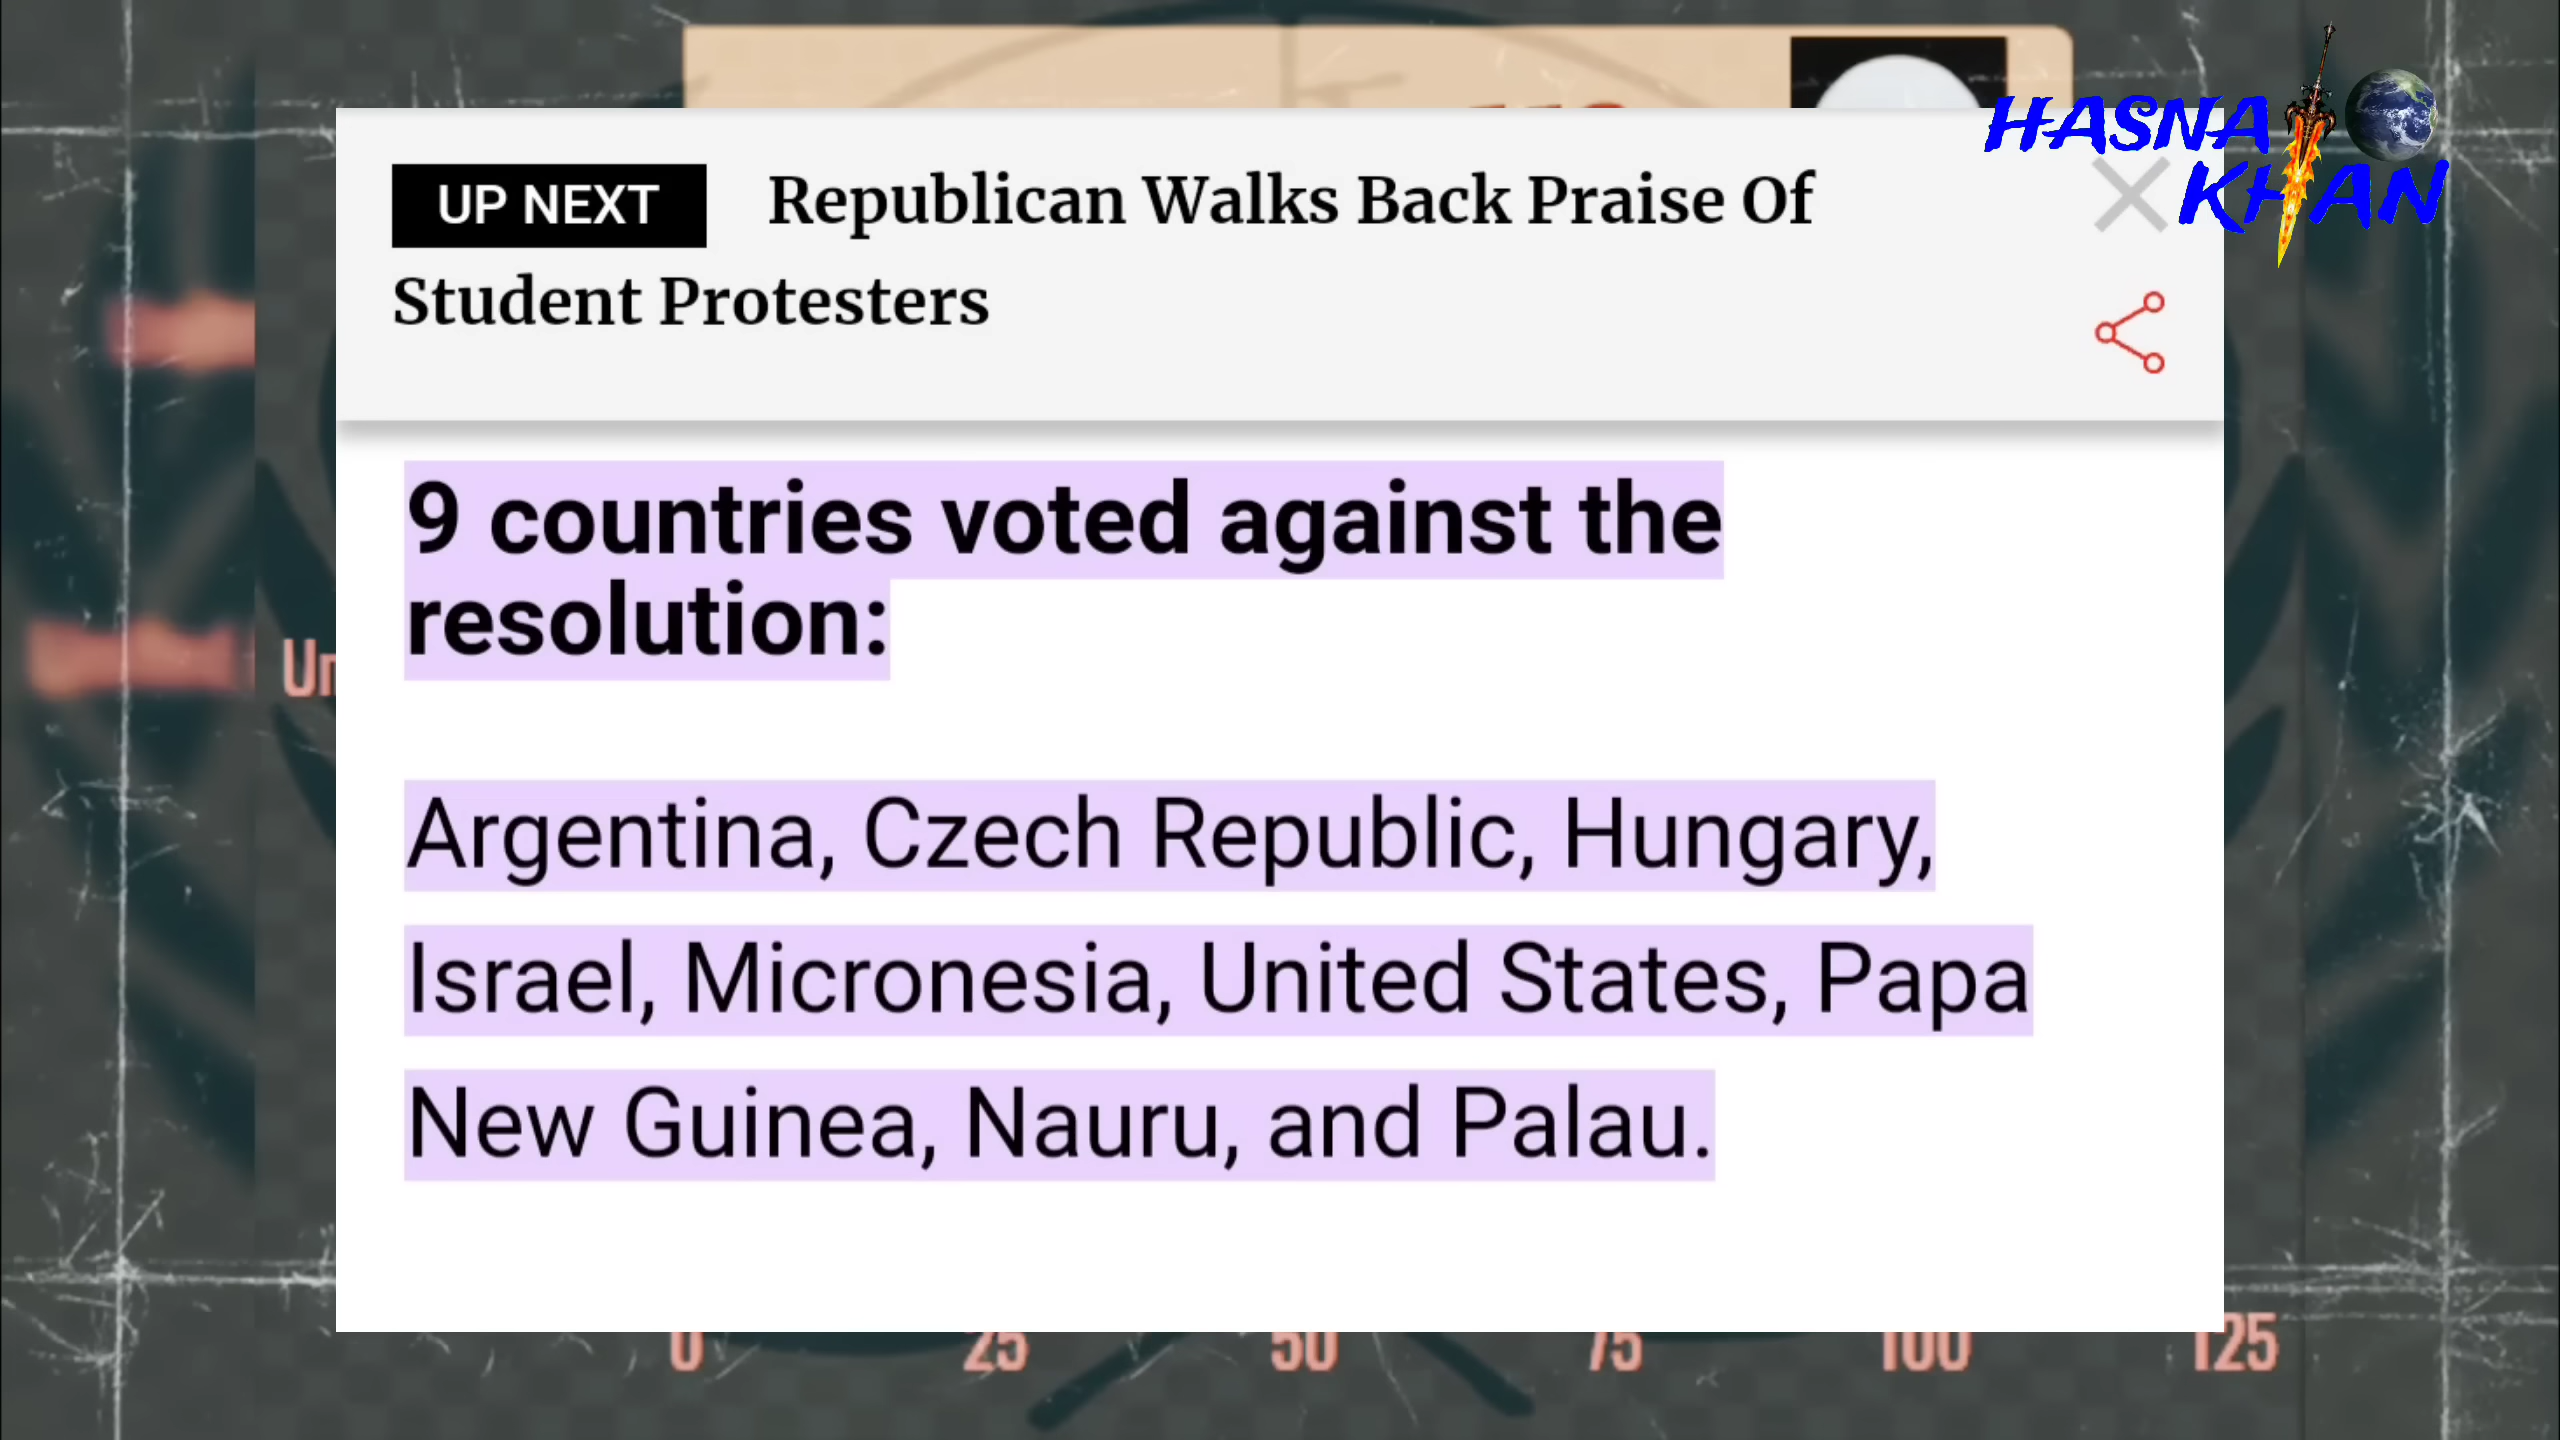 HASNA
KHAN
UP NEXT Republican Walks Back Praise Of
Student Protesters
9 countries voted against the
resolution:
Un
Argentina, Czech Republic, Hungary,
Israel, Micronesia, United States, Papa
New Guinea, Nauru, and Palau.
0 25 50 75 100 125